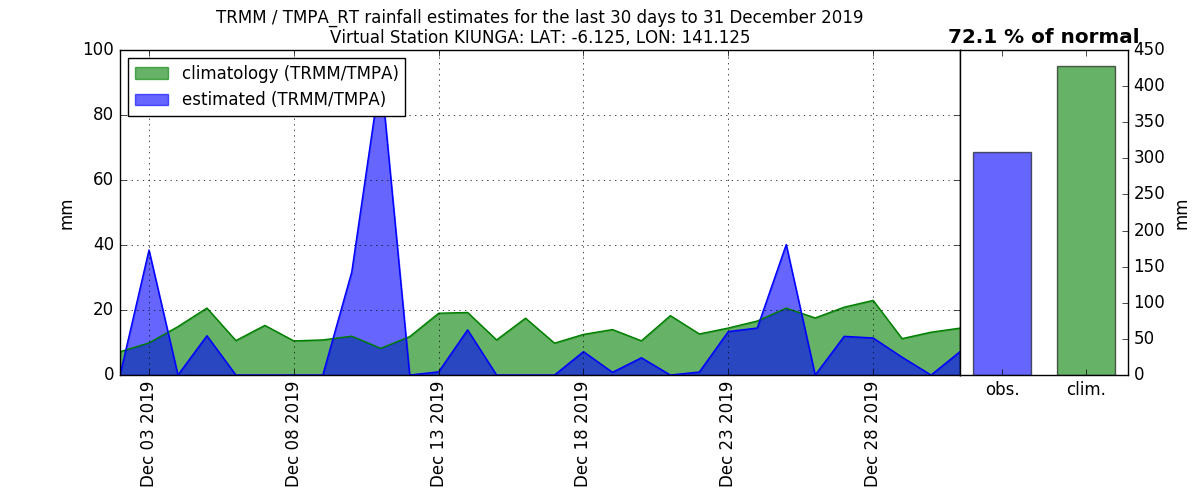 TRMM / TMPA_RT rainfall estimates for the last 30 days to 31 December 2019
Virtual Station KIUNGA: LAT: -6.125, LON: 141.125
72.1 % of normal
climatology (TRMM/TMPA)
estimated (TRMM/TMPA)
100
80
60
40
20
0
mm
450
400
350
300
250
200
150
100
50
0
mm
Dec 03 2019
Dec 08 2019
Dec 13 2019
Dec 18 2019
Dec 23 2019
Dec 28 2019
obs.
clim.